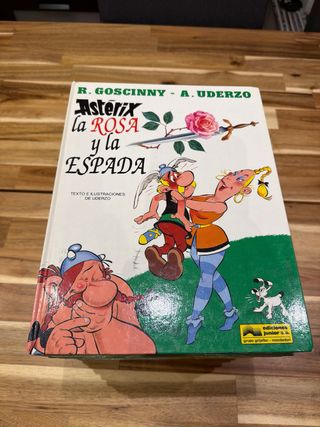 R. GOSCINNY - A. UDERZO
Astérix
la ROSA
y la
ESPADA
TEXTO E ILUSTRACIONES
DE UDERZO
ediciones
junior s.a.
grupo grijalbo - mondadori